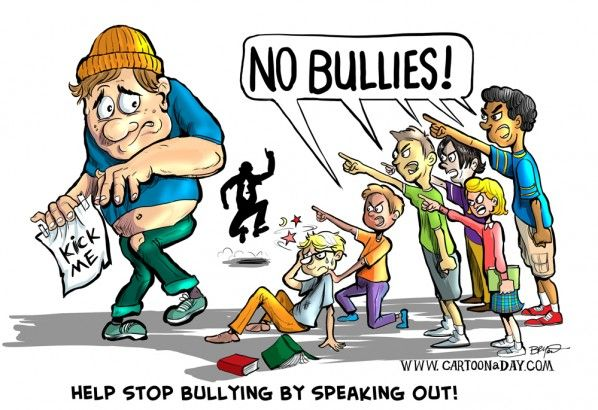 NO BULLIES!
KICK
ME
WWW.CARTOONADAY.COM
HELP STOP BULLYING BY SPEAKING OUT!